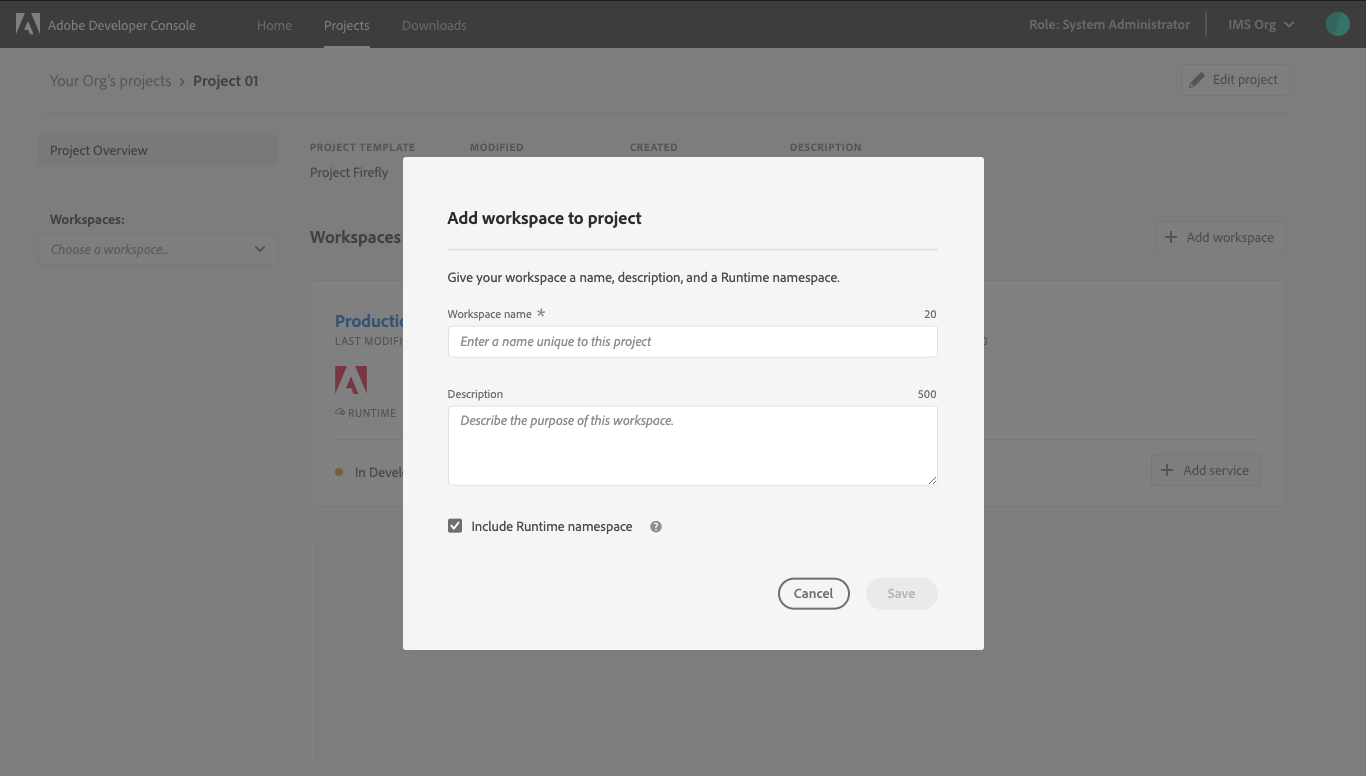 Adobe Developer Console Home Projects Downloads Role: System Administrator IMS Org
Your Org's projects › Project 01 Edit project
Project Overview
PROJECT TEMPLATE MODIFIED CREATED DESCRIPTION
Project Firefly
Workspaces:
Choose a workspace...
Workspaces
Add workspace
LAST
RUNTIME
In
Add service
Add workspace to project
Give your workspace a name, description, and a Runtime namespace.
Workspace name * 20
Enter a name unique to this project
Description 500
Describe the purpose of this workspace.
Include Runtime namespace ?
Cancel Save